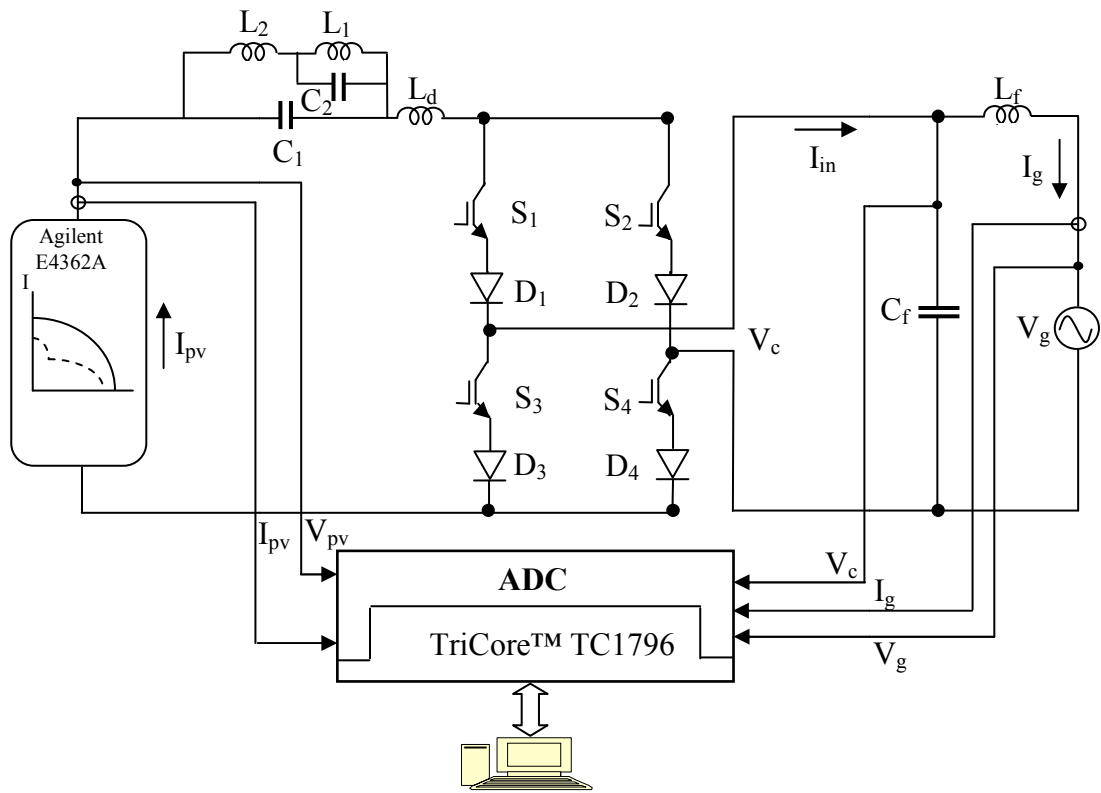 L2 L1
C2
Ld
C1
Lf
Iin
Ig
Agilent
E4362A
I
Ipv
S1
S2
D1
D2
Cf
Vg
Vc
S3
S4
D3
D4
Ipv
Vpv
ADC
TriCore™ TC1796
Vc
Ig
Vg